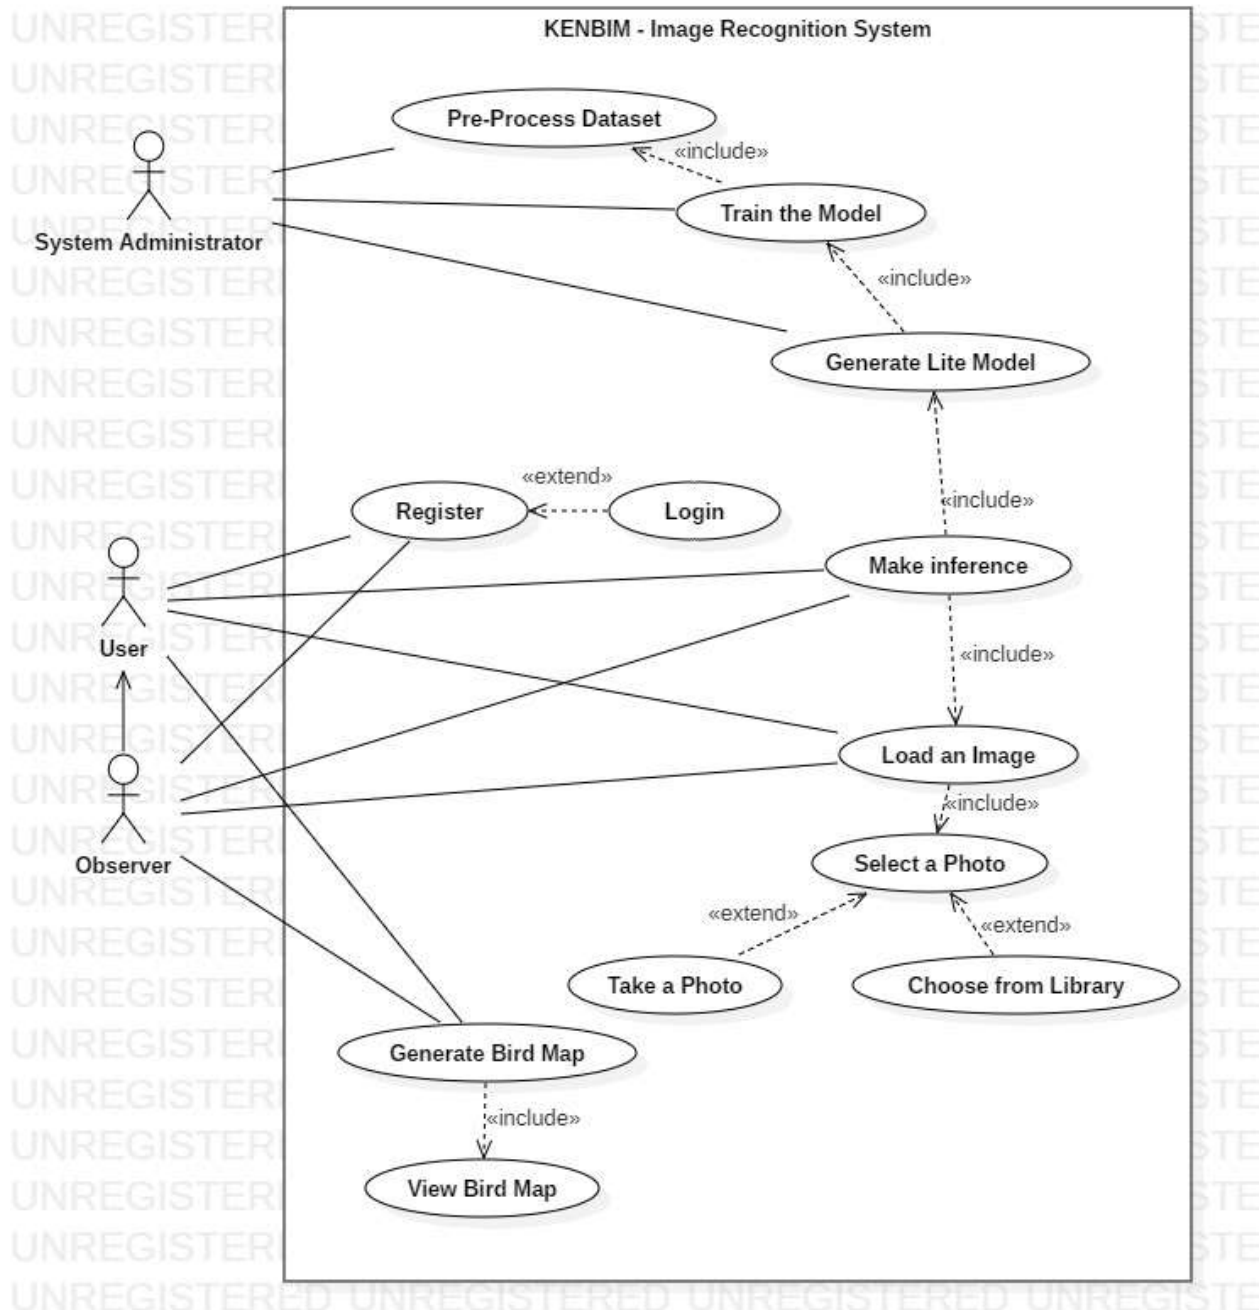 KENBIM - Image Recognition System
Pre-Process Dataset
«include»
Train the Model
System Administrator
«include»
Generate Lite Model
«extend»
Register
Login
«include»
Make inference
User
«include»
Load an Image
«include»
Observer
Select a Photo
«extend»
«extend»
Take a Photo
Choose from Library
Generate Bird Map
«include»
View Bird Map
UNREGISTERED UNREGISTERED UNREGISTERED